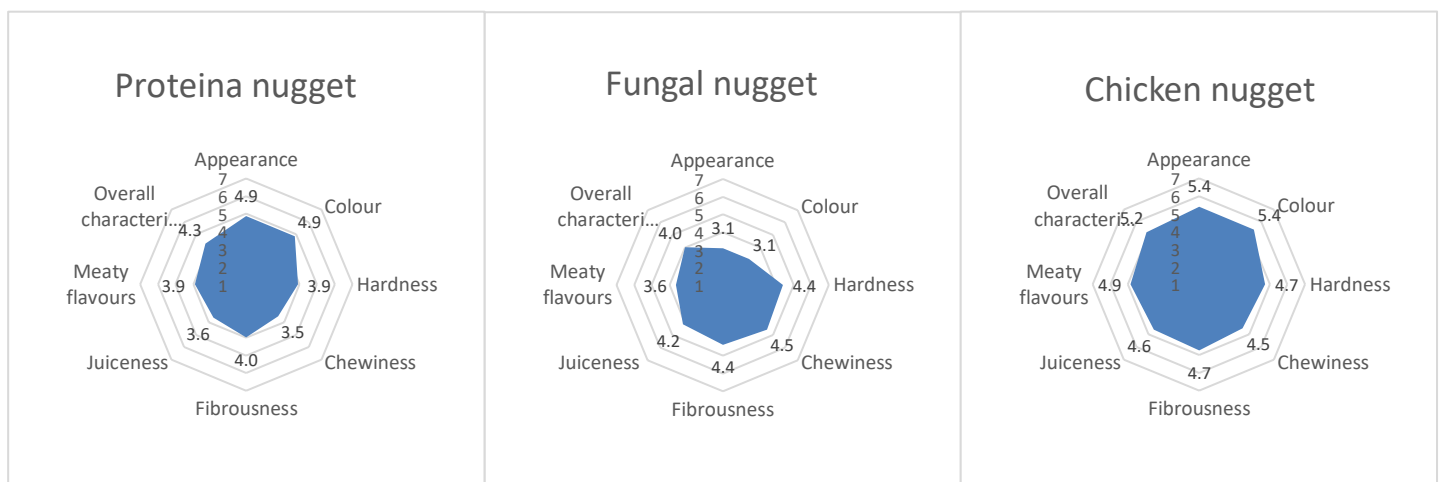 Proteina nugget
Appearance
7
6
5
4
3
2
1
4.9
Colour
4.9
Hardness
3.9
Chewiness
3.5
Fibrousness
4.0
Juiceness
3.6
Meaty
flavours
3.9
Overall
characteri...
4.3
Fungal nugget
Appearance
7
6
5
4
3
2
1
3.1
Colour
3.1
Hardness
4.4
Chewiness
4.5
Fibrousness
4.4
Juiceness
4.2
Meaty
flavours
3.6
Overall
characteri...
4.0
Chicken nugget
Appearance
7
6
5
4
3
2
1
5.4
Colour
5.4
Hardness
4.7
Chewiness
4.5
Fibrousness
4.7
Juiceness
4.6
Meaty
flavours
4.9
Overall
characteri...
5.2